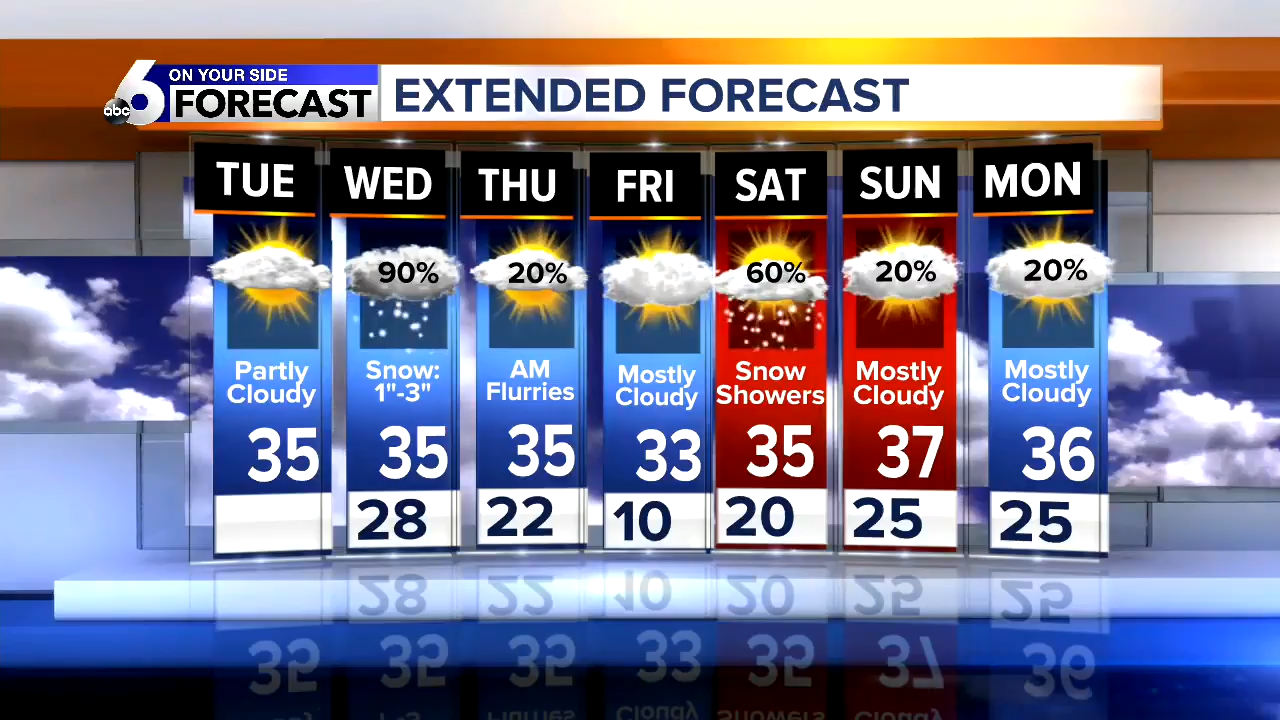 abc 6 ON YOUR SIDE
FORECAST
EXTENDED FORECAST
TUE WED THU FRI SAT SUN MON
90% 20% 60% 20% 20%
Partly Cloudy
Snow: 1"-3"
AM Flurries
Mostly Cloudy
Snow Showers
Mostly Cloudy
Mostly Cloudy
35 35 35 33 35 37 36
28 22 10 20 25 25